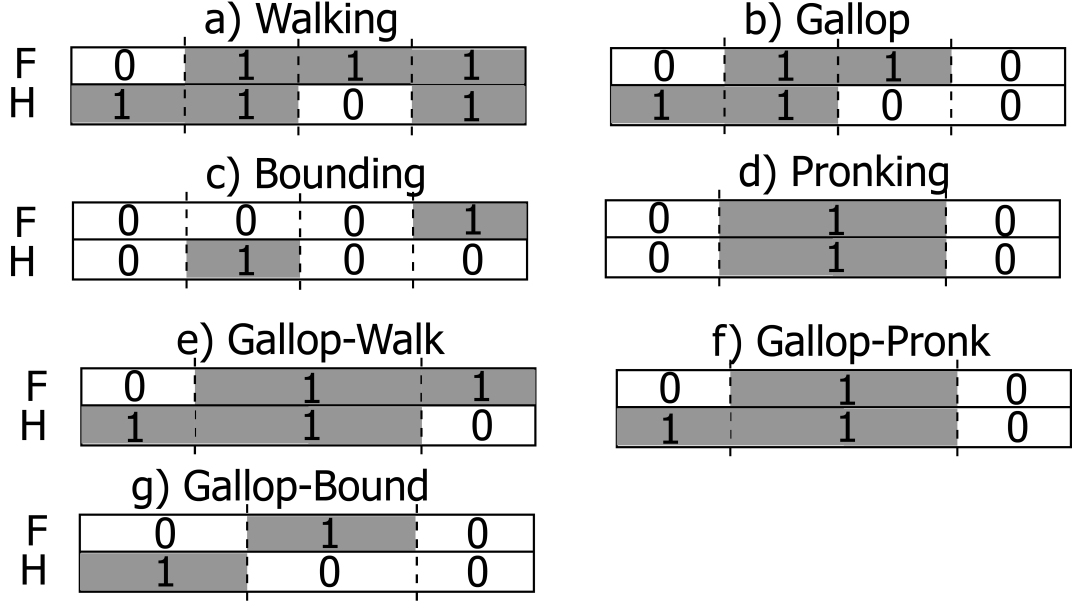 a) Walking
F 0 1 1 1
H 1 1 0 1
b) Gallop
0 1 1 0
1 1 0 0
c) Bounding
F 0 0 0 1
H 0 1 0 0
d) Pronking
0 1 0
0 1 0
e) Gallop-Walk
F 0 1 1
H 1 1 0
f) Gallop-Pronk
0 1 0
1 1 0
g) Gallop-Bound
F 0 1 0
H 1 0 0